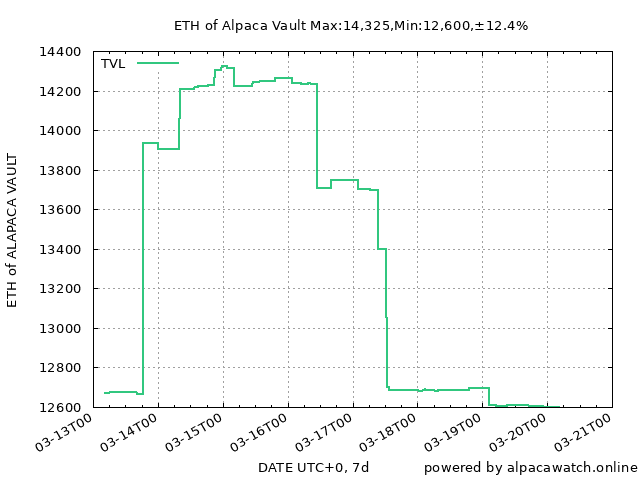 ETH of Alpaca Vault Max:14,325,Min:12,600,±12.4%
TVL
14400
14200
14000
13800
13600
13400
13200
13000
12800
12600
ETH of ALAPACA VAULT
03-13T00
03-14T00
03-15T00
03-16T00
03-17T00
03-18T00
03-19T00
03-20T00
03-21T00
DATE UTC+0, 7d
powered by alpacawatch.online